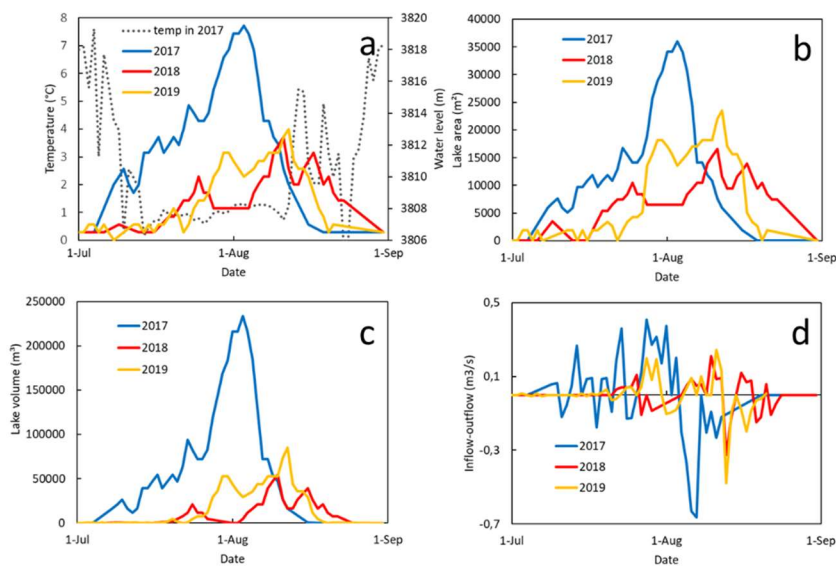 a
temp in 2017
2017
2018
2019
8
7
6
5
4
3
2
1
0
Temperature (°C)
3820
3818
3816
3814
3812
3810
3808
3806
Water level (m)
1-Jul
1-Aug
1-Sep
Date
b
2017
2018
2019
40000
35000
30000
25000
20000
15000
10000
5000
0
Lake area (m²)
1-Jul
1-Aug
1-Sep
Date
c
2017
2018
2019
250000
200000
150000
100000
50000
0
Lake volume (m³)
1-Jul
1-Aug
1-Sep
Date
d
0,5
0,1
-0,3
-0,7
Inflow-outflow (m3/s)
2017
2018
2019
1-Jul
1-Aug
1-Sep
Date